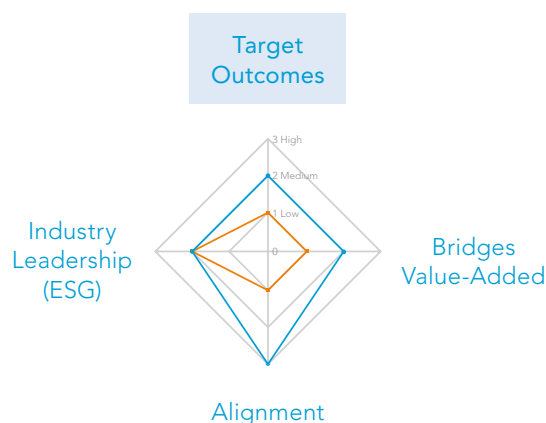 Target
Outcomes
3 High
2 Medium
1 Low
0
Industry
Leadership
(ESG)
Bridges
Value-Added
Alignment